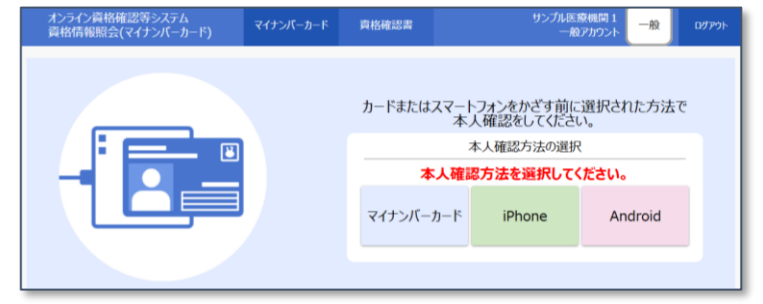 オンライン資格確認等システム
資格情報照会(マイナンバーカード)
マイナンバーカード
資格確認書
サンプル医療機関1
一般アカウント
一般
ログアウト
カードまたはスマートフォンをかざす前に選択された方法で
本人確認をしてください。
本人確認方法の選択
本人確認方法を選択してください。
マイナンバーカード
iPhone
Android